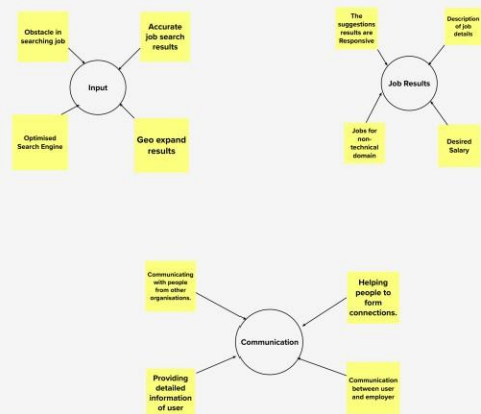 Obstacle in
searching job
Accurate
job search
results
Input
Optimised
Search Engine
Geo expand
results
The
suggestions
results are
Responsive
Description
of job
details
Job Results
Jobs for
non-
technical
domain
Desired
Salary
Communicating
with people
from other
organisations.
Helping
people to
form
connections.
Communication
Providing
detailed
information
of user
Communication
between user
and employer